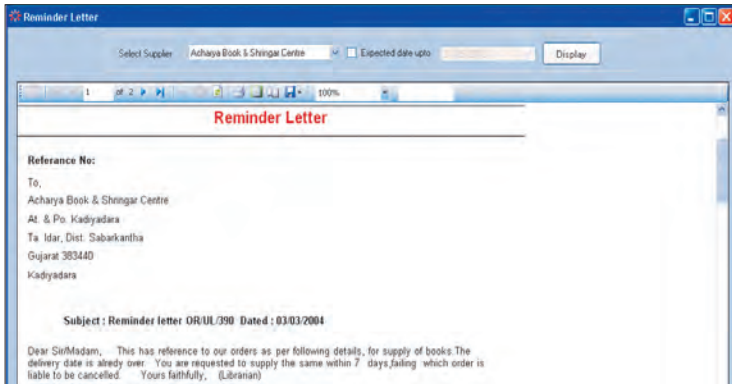 Reminder Letter
Select Supplier Acharya Book & Shringar Centre Expected date upto Display
1 of 2 100%
Reminder Letter
Referance No:
To,
Acharya Book & Shringar Centre
At. & Po. Kadiyadara
Ta Idar, Dist. Sabarkantha
Gujarat 383440
Kadiyadara
Subject : Reminder letter OR/UL/390 Dated : 03/03/2004
Dear Sir/Madam, This has reference to our orders as per following details, for supply of books.The
delivery date is alredy over You are requested to supply the same within 7 days,failing which order is
liable to be cancelled. Yours faithfully, (Librarian)